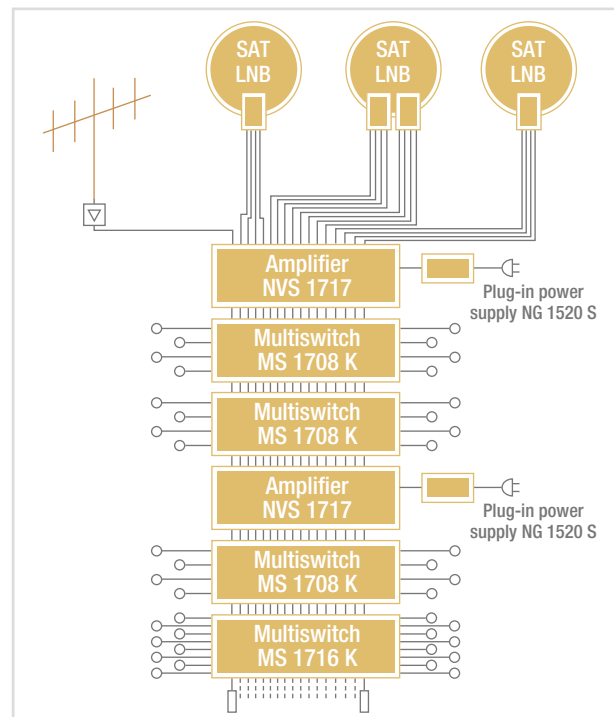 SAT
LNB
SAT
LNB
SAT
LNB
Amplifier
NVS 1717
Plug-in power
supply NG 1520 S
Multiswitch
MS 1708 K
Multiswitch
MS 1708 K
Amplifier
NVS 1717
Plug-in power
supply NG 1520 S
Multiswitch
MS 1708 K
Multiswitch
MS 1716 K